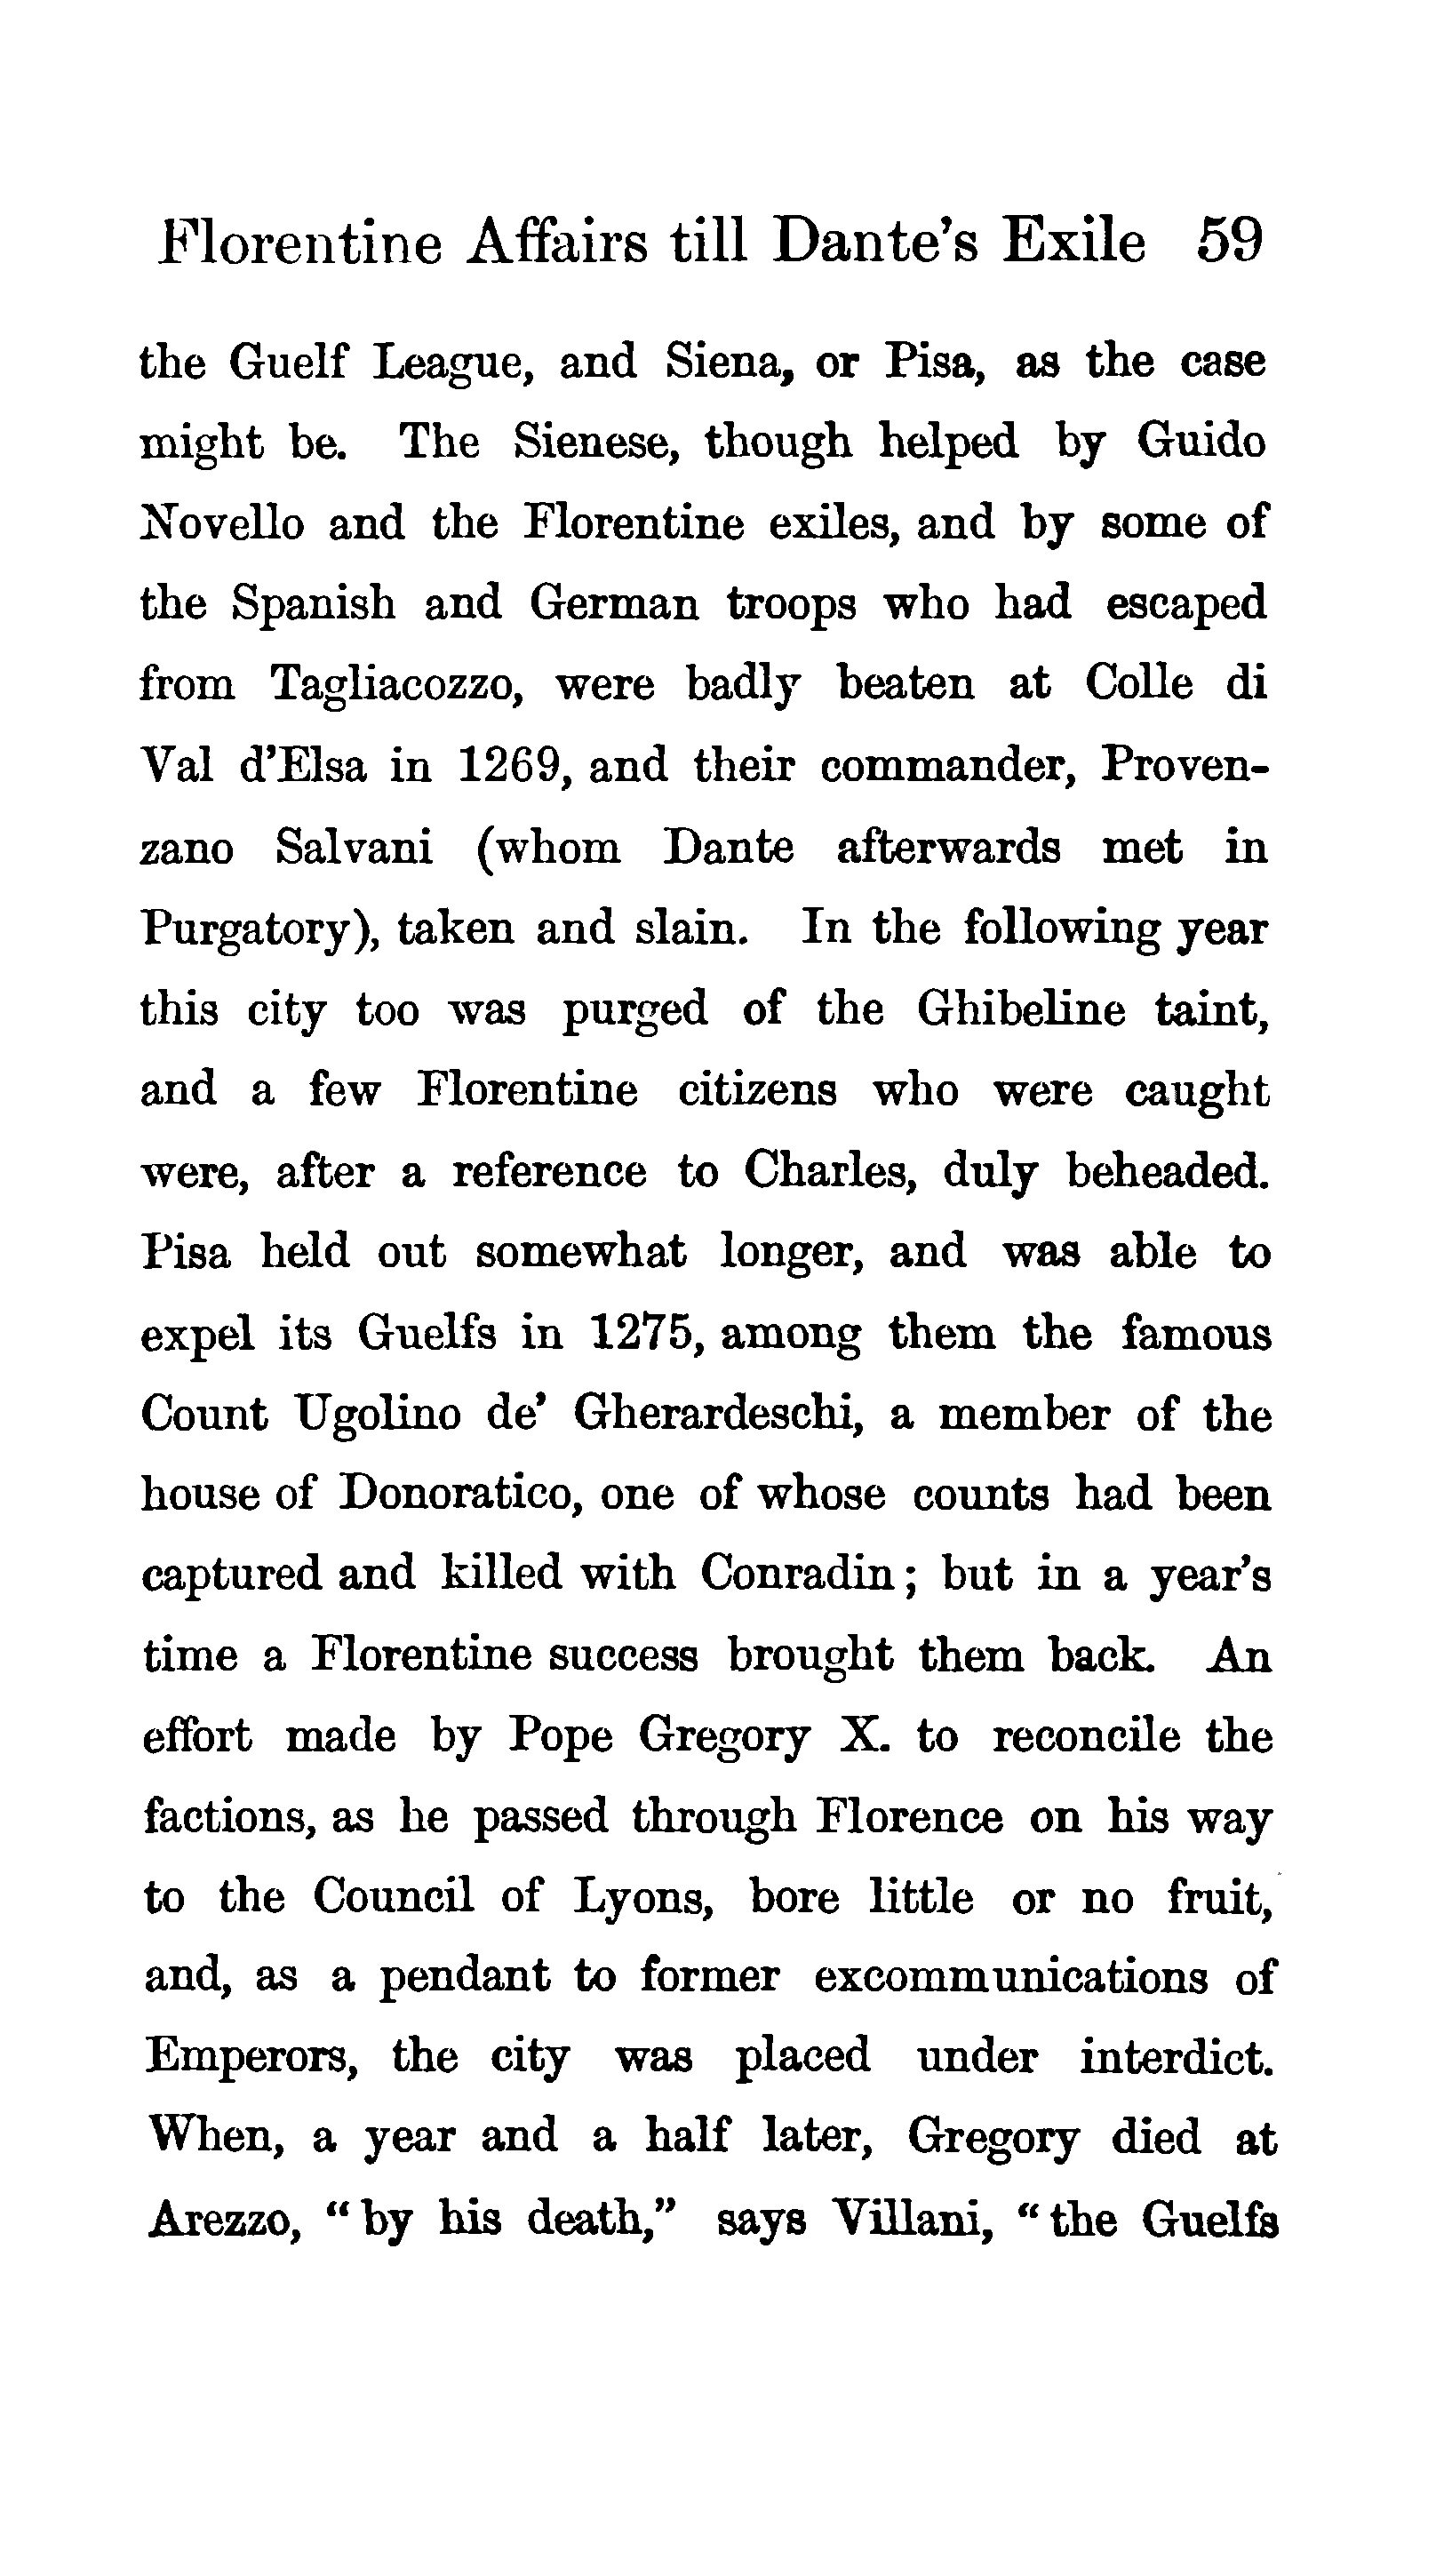 Florentine Affairs till Dante's Exile 59
the Guelf League, and Siena, or Pisa, as the case
might be. The Sienese, though helped by Guido
Novello and the Florentine exiles, and by some of
the Spanish and German troops who had escaped
from Tagliacozzo, were badly beaten at Colle di
Val d'Elsa in 1269, and their commander, Proven-
zano Salvani (whom Dante afterwards met in
Purgatory), taken and slain. In the following year
this city too was purged of the Ghibeline taint,
and a few Florentine citizens who were caught
were, after a reference to Charles, duly beheaded.
Pisa held out somewhat longer, and was able to
expel its Guelfs in 1275, among them the famous
Count Ugolino de' Gherardeschi, a member of the
house of Donoratico, one of whose counts had been
captured and killed with Conradin; but in a year's
time a Florentine success brought them back. An
effort made by Pope Gregory X. to reconcile the
factions, as he passed through Florence on his way
to the Council of Lyons, bore little or no fruit,
and, as a pendant to former excommunications of
Emperors, the city was placed under interdict.
When, a year and a half later, Gregory died at
Arezzo, "by his death," says Villani, "the Guelfs